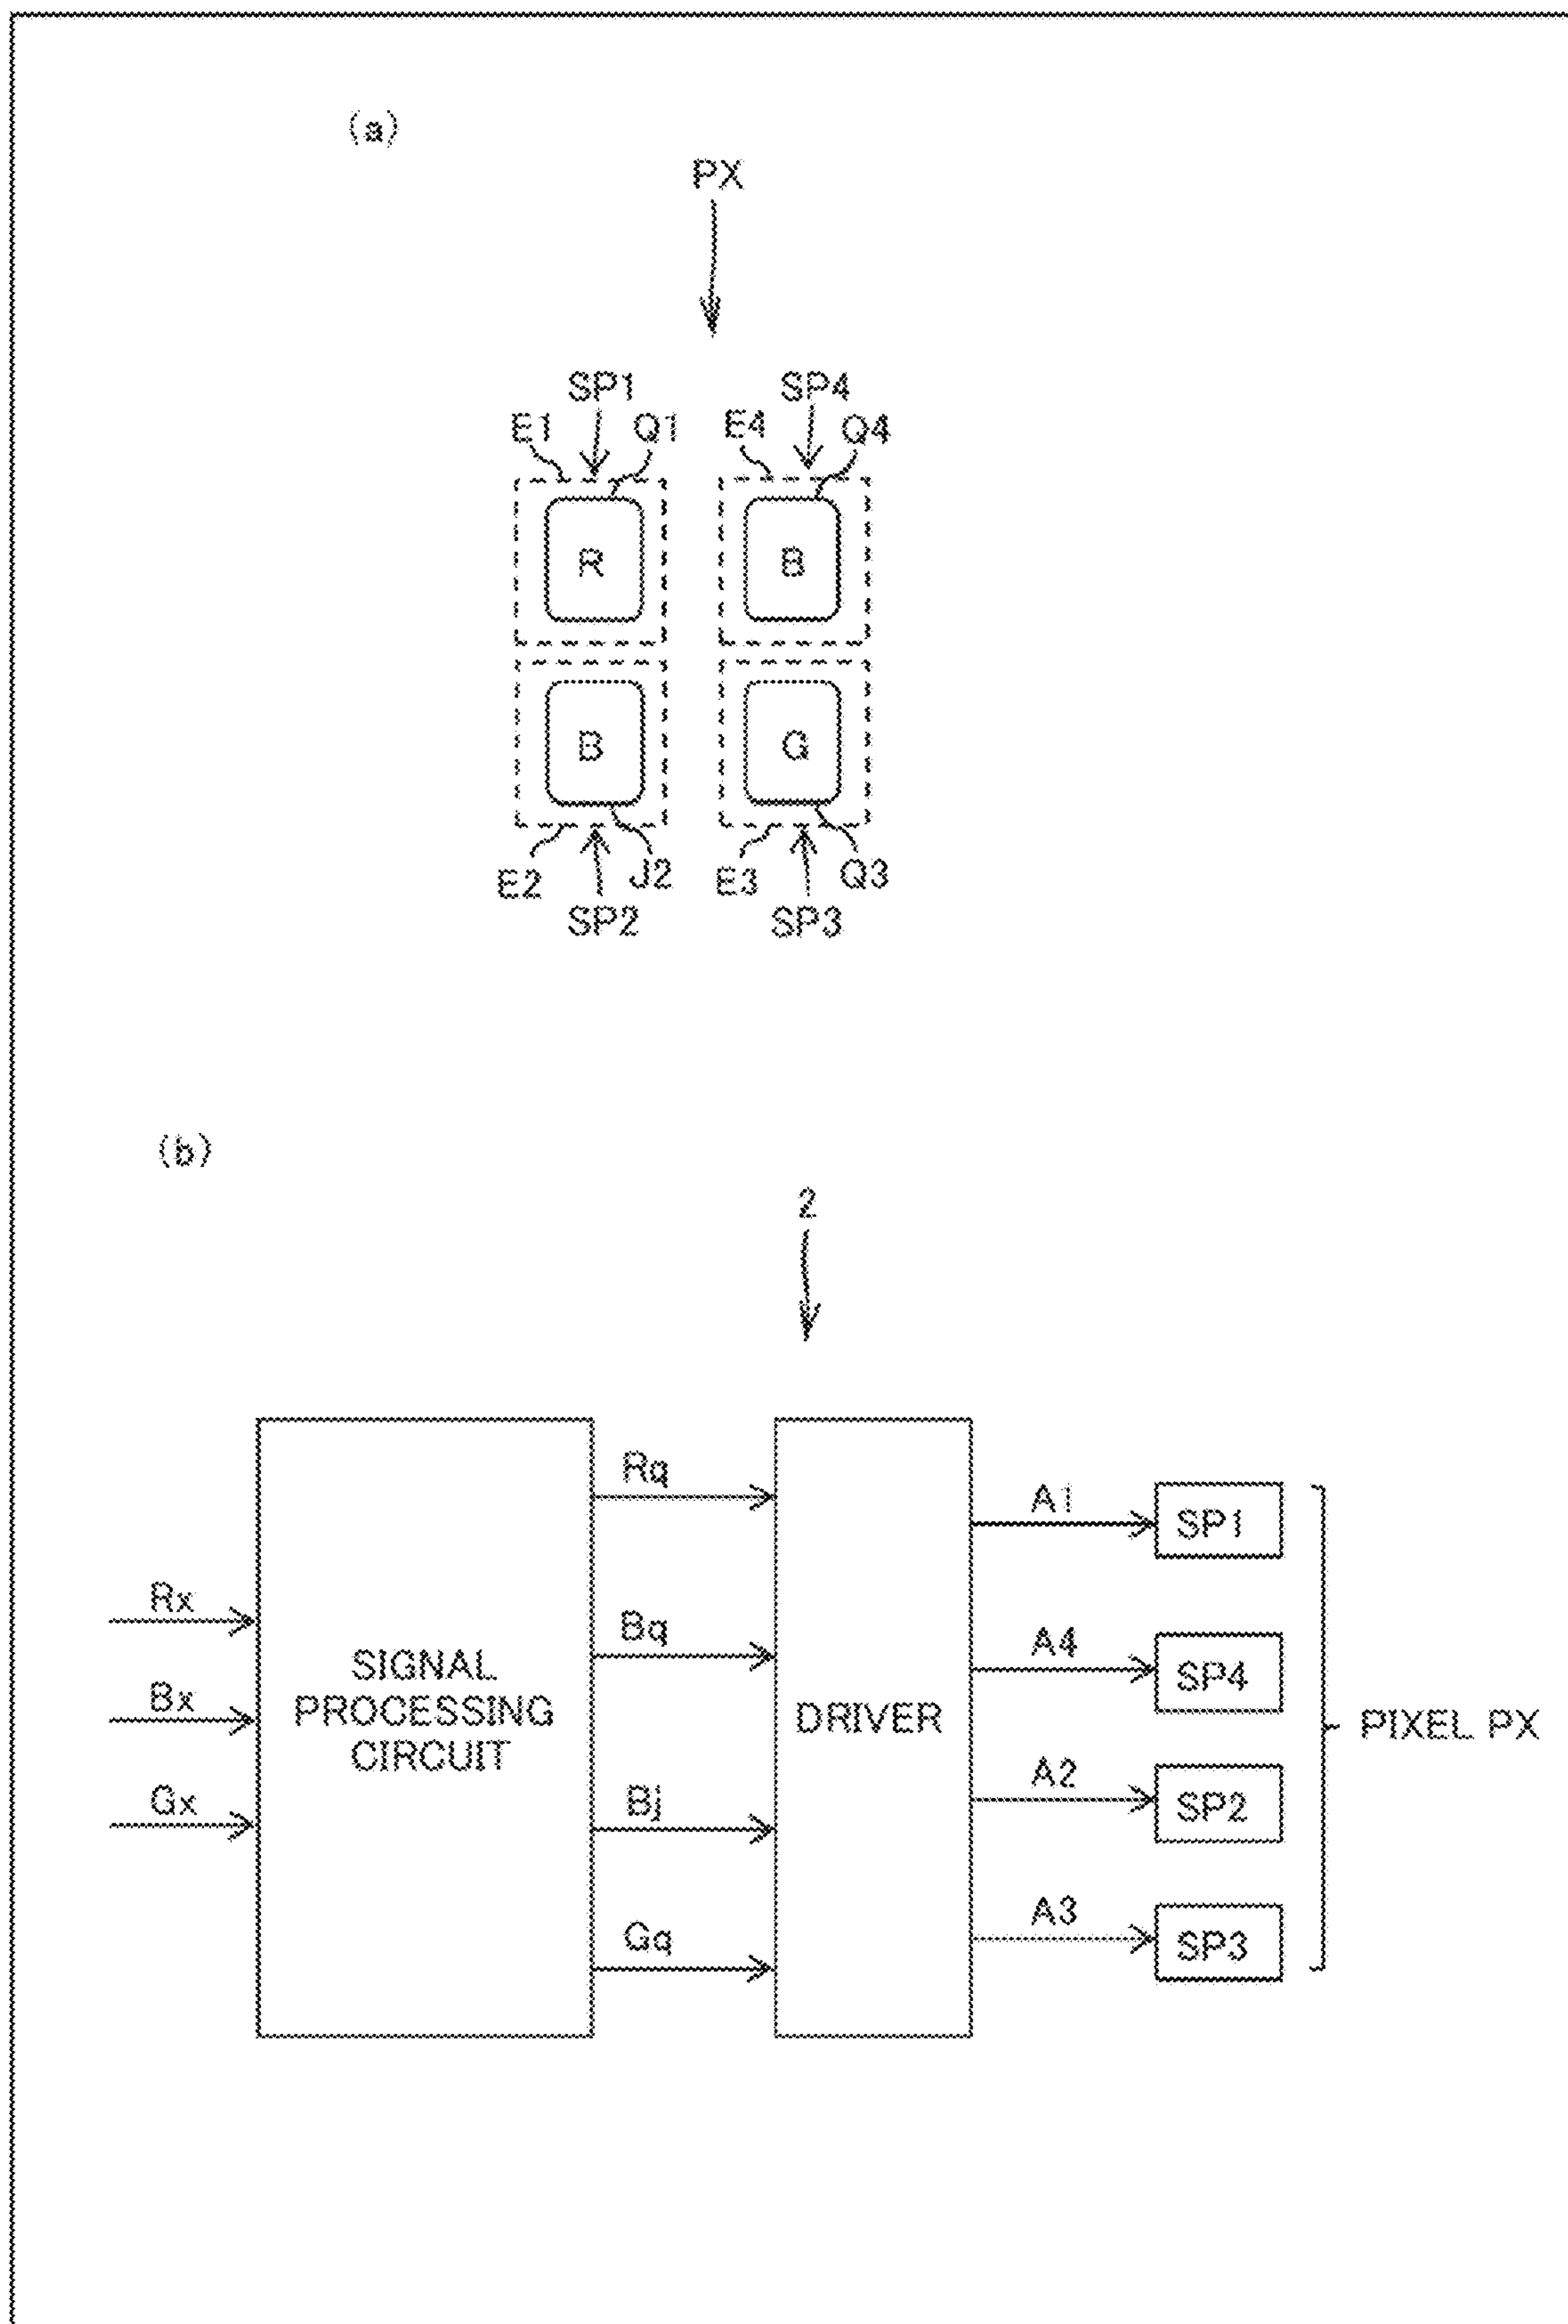 (a)
PX
SP1 SP4
E1 Q1 E4 Q4
R B
B G
E2 J2 E3 Q3
SP2 SP3
(b)
2
Rx
Bx
Gx
SIGNAL
PROCESSING
CIRCUIT
Rq
Bq
Bj
Gq
DRIVER
A1
A4
A2
A3
SP1
SP4
SP2
SP3
PIXEL PX